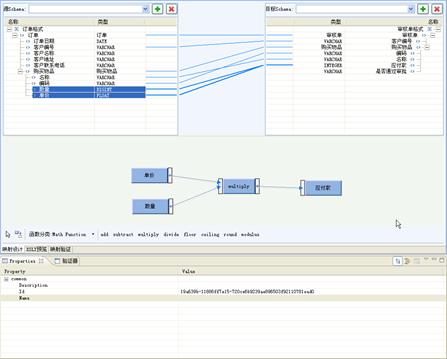 源Schema:
目标Schema:
名称 类型
类型 名称
订单格式
订单 订单
订单日期 DATE
客户编号 VARCHAR
客户名称 VARCHAR
客户地址 VARCHAR
客户联系电话 VARCHAR
购买物品 购买物品
名称 VARCHAR
编码 VARCHAR
数量 BIGINT
单价 FLOAT
审核单格式
审核单 审核单
VARCHAR 客户编号
购买物品 购买物品
VARCHAR 名称
VARCHAR 编码
INTEGER 应付款
VARCHAR 是否通过审批
单价
multiply
应付款
数量
函数分类 Math Function add subtract multiply divide floor ceiling round modulus
映射设计 XSLT预览 映射验证
Properties 验证器
Property Value
common
Description
Id
Name